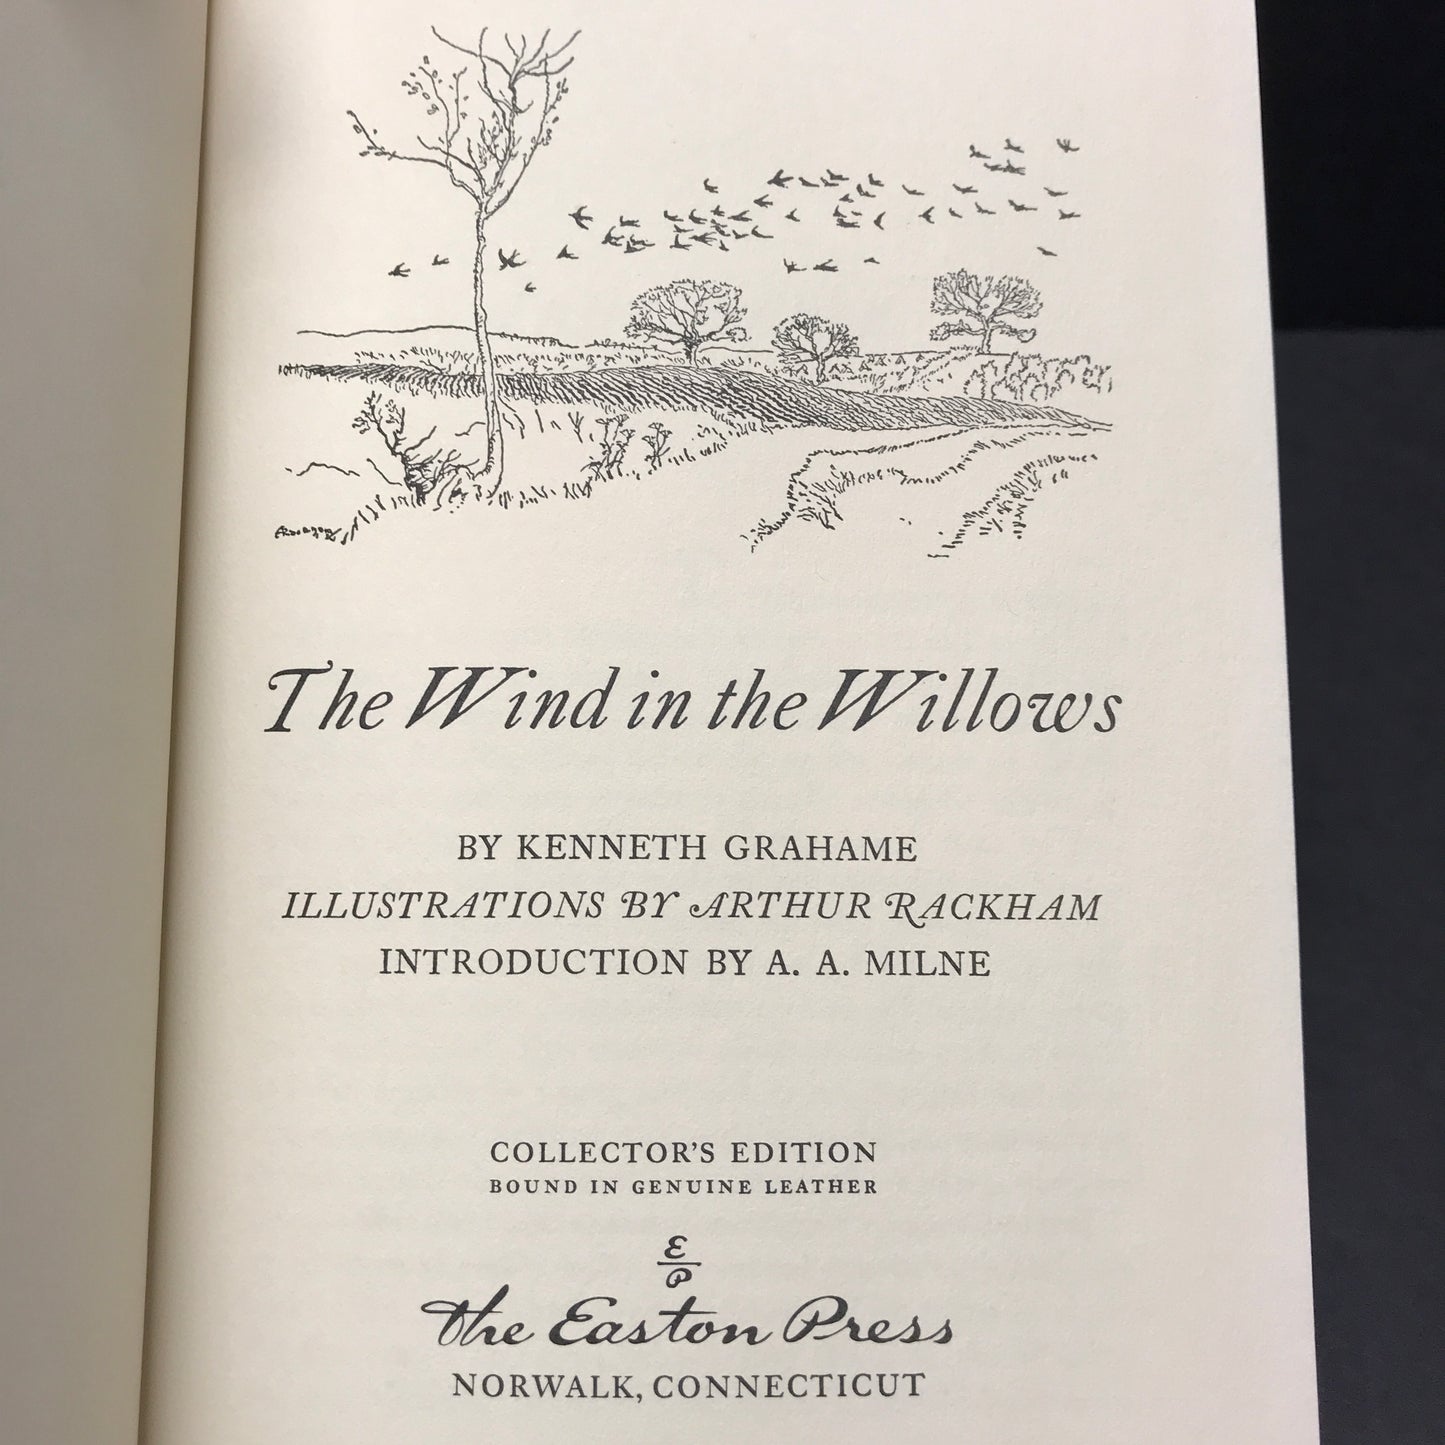 The Wind in the Willows
BY KENNETH GRAHAME
ILLUSTRATIONS BY ARTHUR RACKHAM
INTRODUCTION BY A. A. MILNE
COLLECTOR'S EDITION
BOUND IN GENUINE LEATHER
E
P
The Easton Press
NORWALK, CONNECTICUT